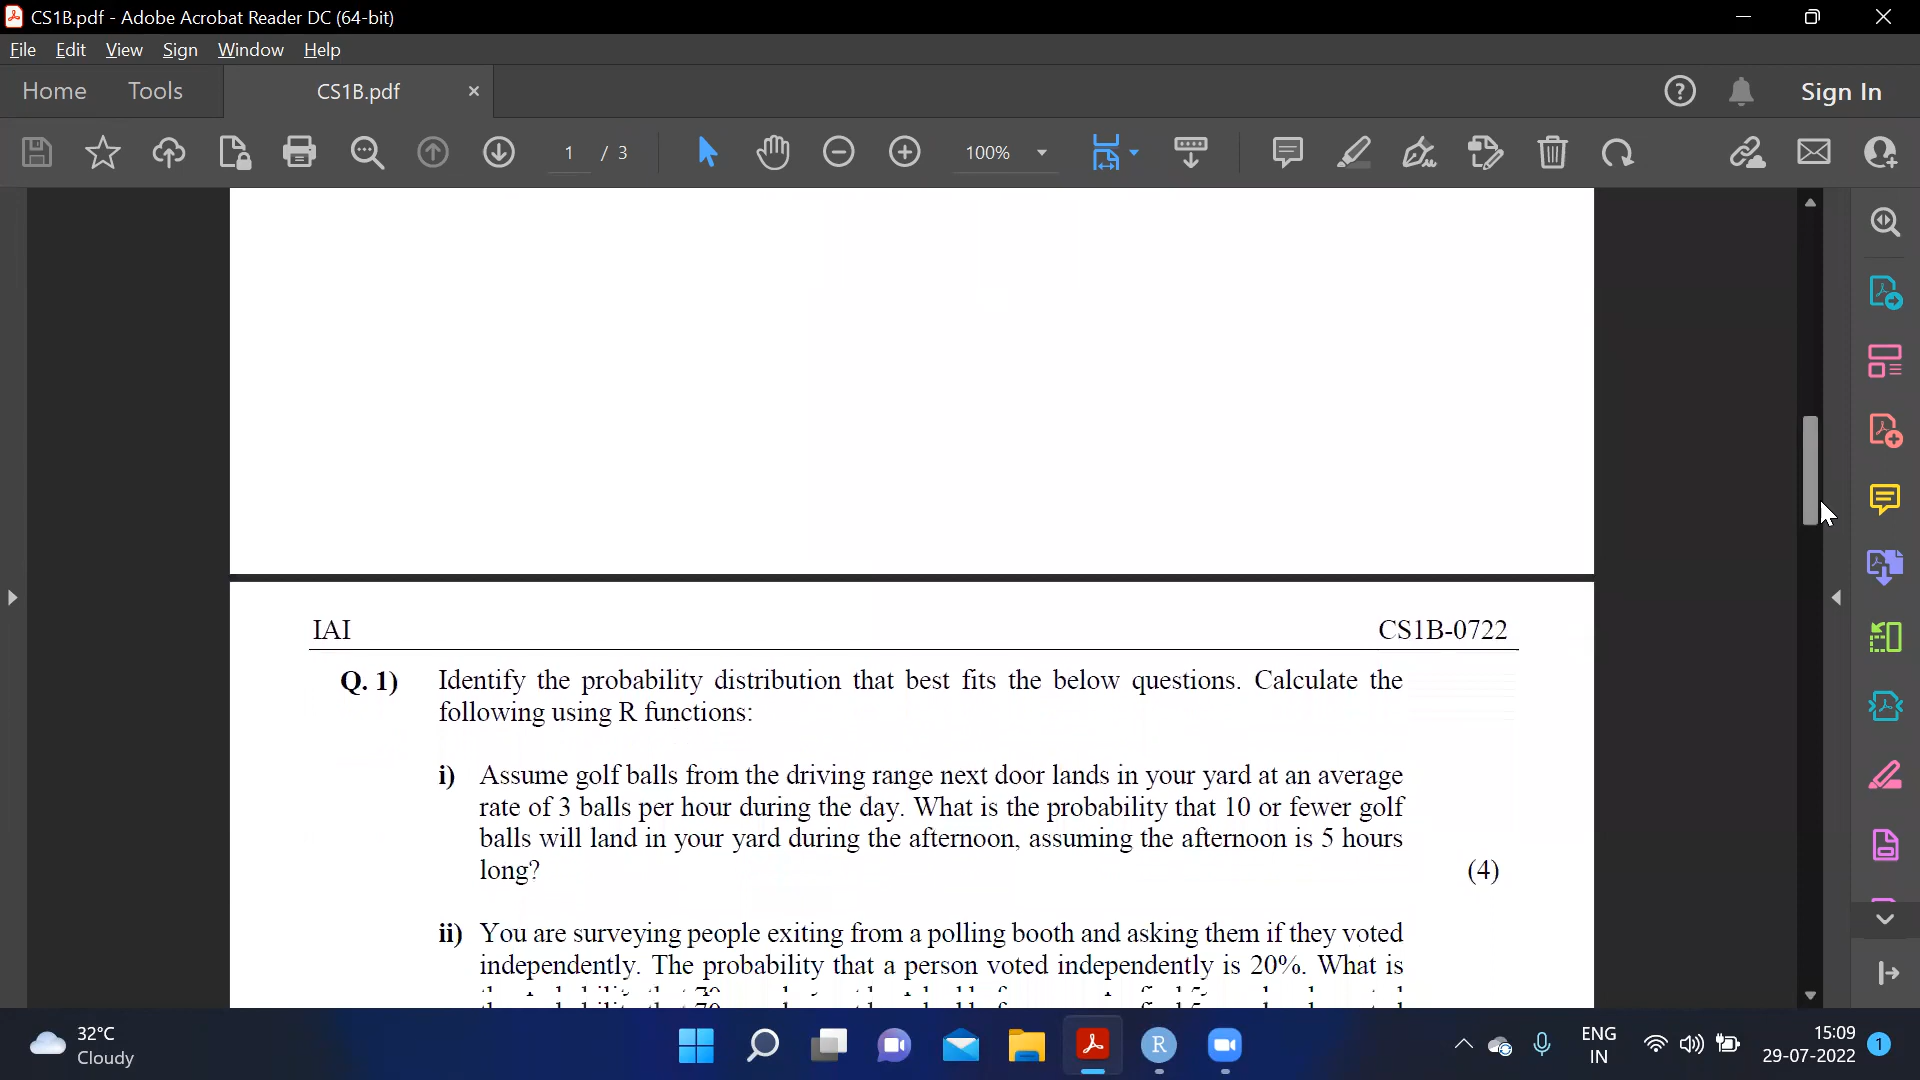 CS1B.pdf - Adobe Acrobat Reader DC (64-bit)
File Edit View Sign Window Help
Home Tools CS1B.pdf Sign In
1 / 3 100%
IAI CS1B-0722
Q. 1) Identify the probability distribution that best fits the below questions. Calculate the
following using R functions:
i) Assume golf balls from the driving range next door lands in your yard at an average
rate of 3 balls per hour during the day. What is the probability that 10 or fewer golf
balls will land in your yard during the afternoon, assuming the afternoon is 5 hours
long? (4)
ii) You are surveying people exiting from a polling booth and asking them if they voted
independently. The probability that a person voted independently is 20%. What is
32°C
Cloudy
ENG
IN
15:09
29-07-2022 1